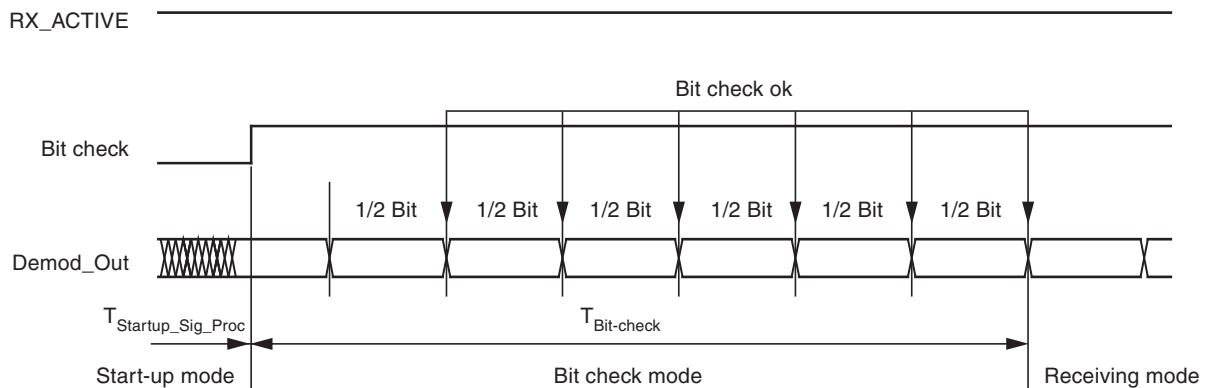 RX_ACTIVE
Bit check ok
Bit check
1/2 Bit 1/2 Bit 1/2 Bit 1/2 Bit 1/2 Bit 1/2 Bit
Demod_Out
TStartup_Sig_Proc TBit-check
Start-up mode Bit check mode Receiving mode